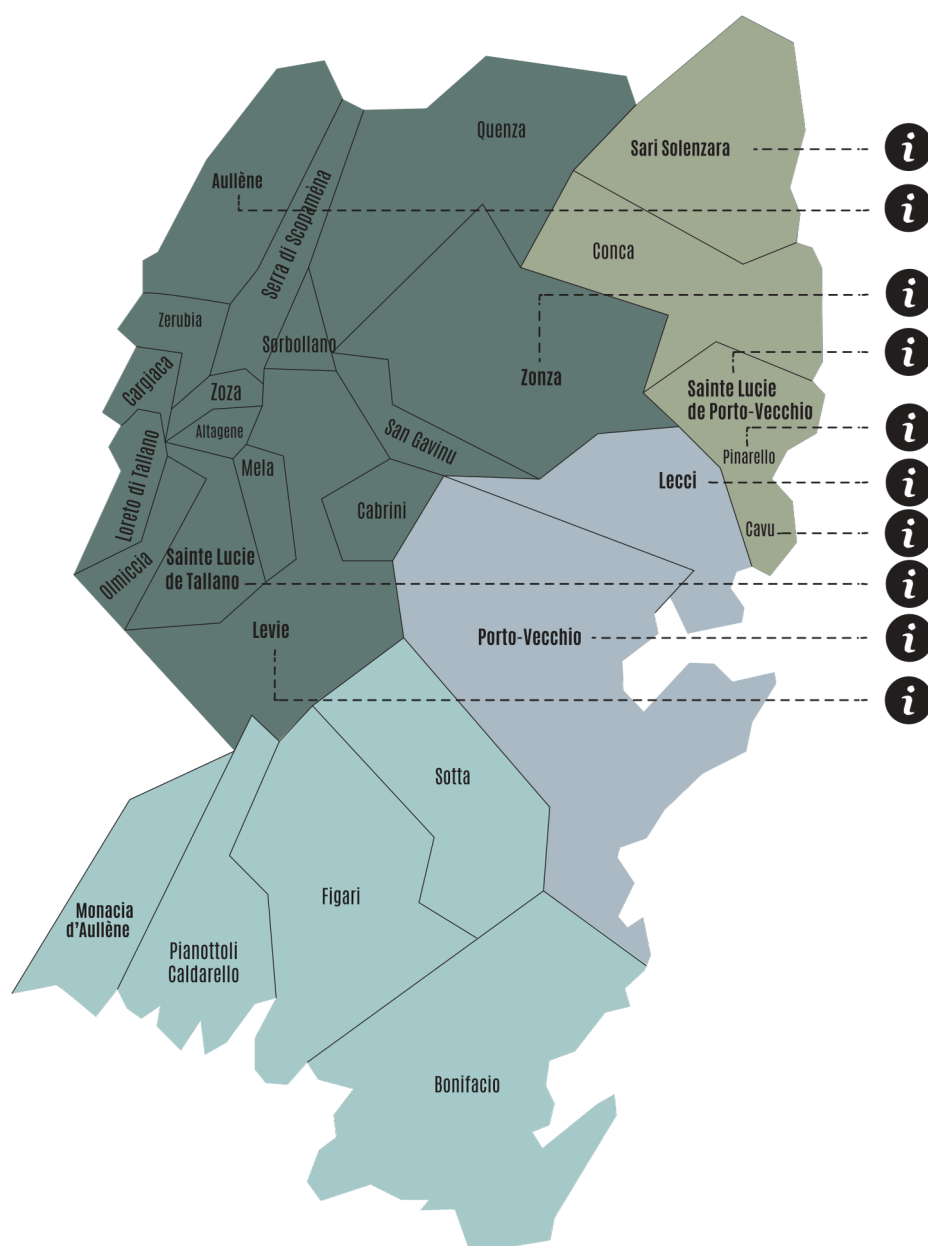 Quenza
Sari Solenzara
i
Aullène
i
Serra di Scopamèna
Conca
i
Zerubia
Sorbollano
i
Cargiaca
Zoza
Zonza
Sainte Lucie
de Porto-Vecchio
Altagene
San Gavinu
i
Pinarello
Loreto di Tallano
Mela
Lecci
i
Cabrini
Cavu
i
Olmiccia
Sainte Lucie
de Tallano
i
Levie
Porto-Vecchio
i
i
Sotta
Figari
Monacia
d'Aullène
Pianottoli
Caldarello
Bonifacio